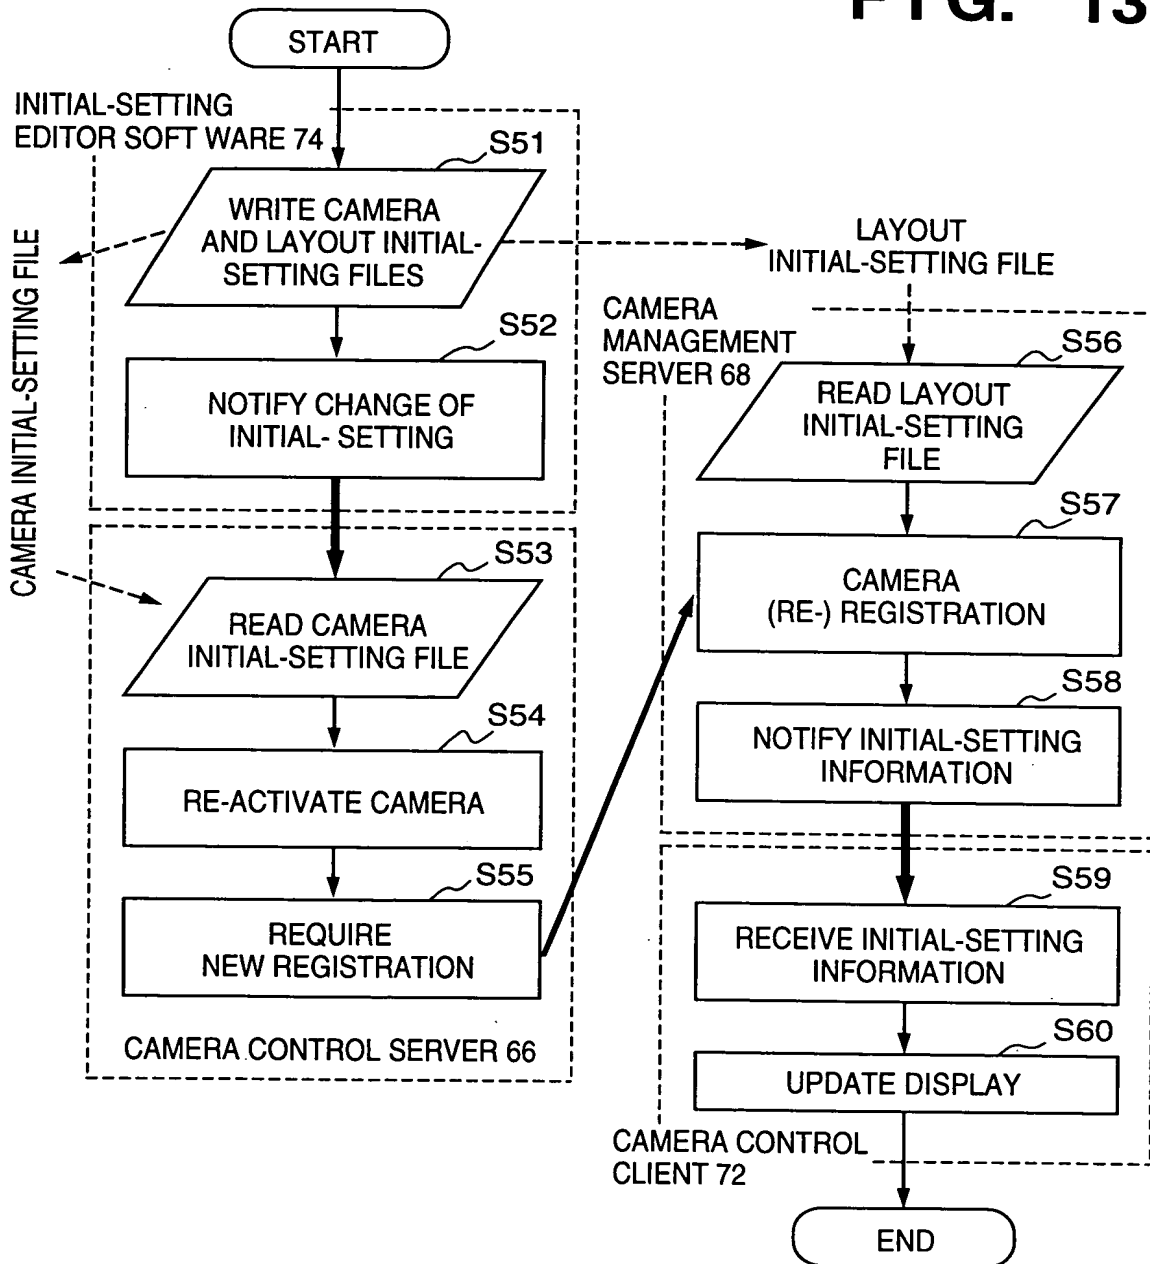 FIG. 13
START
INITIAL-SETTING
EDITOR SOFT WARE 74
S51
WRITE CAMERA
AND LAYOUT INITIAL-
SETTING FILES
CAMERA INITIAL-SETTING FILE
S52
NOTIFY CHANGE OF
INITIAL- SETTING
S53
READ CAMERA
INITIAL-SETTING FILE
S54
RE-ACTIVATE CAMERA
S55
REQUIRE
NEW REGISTRATION
CAMERA CONTROL SERVER 66
LAYOUT
INITIAL-SETTING FILE
CAMERA
MANAGEMENT
SERVER 68
S56
READ LAYOUT
INITIAL-SETTING
FILE
S57
CAMERA
(RE-) REGISTRATION
S58
NOTIFY INITIAL-SETTING
INFORMATION
S59
RECEIVE INITIAL-SETTING
INFORMATION
S60
UPDATE DISPLAY
CAMERA CONTROL
CLIENT 72
END